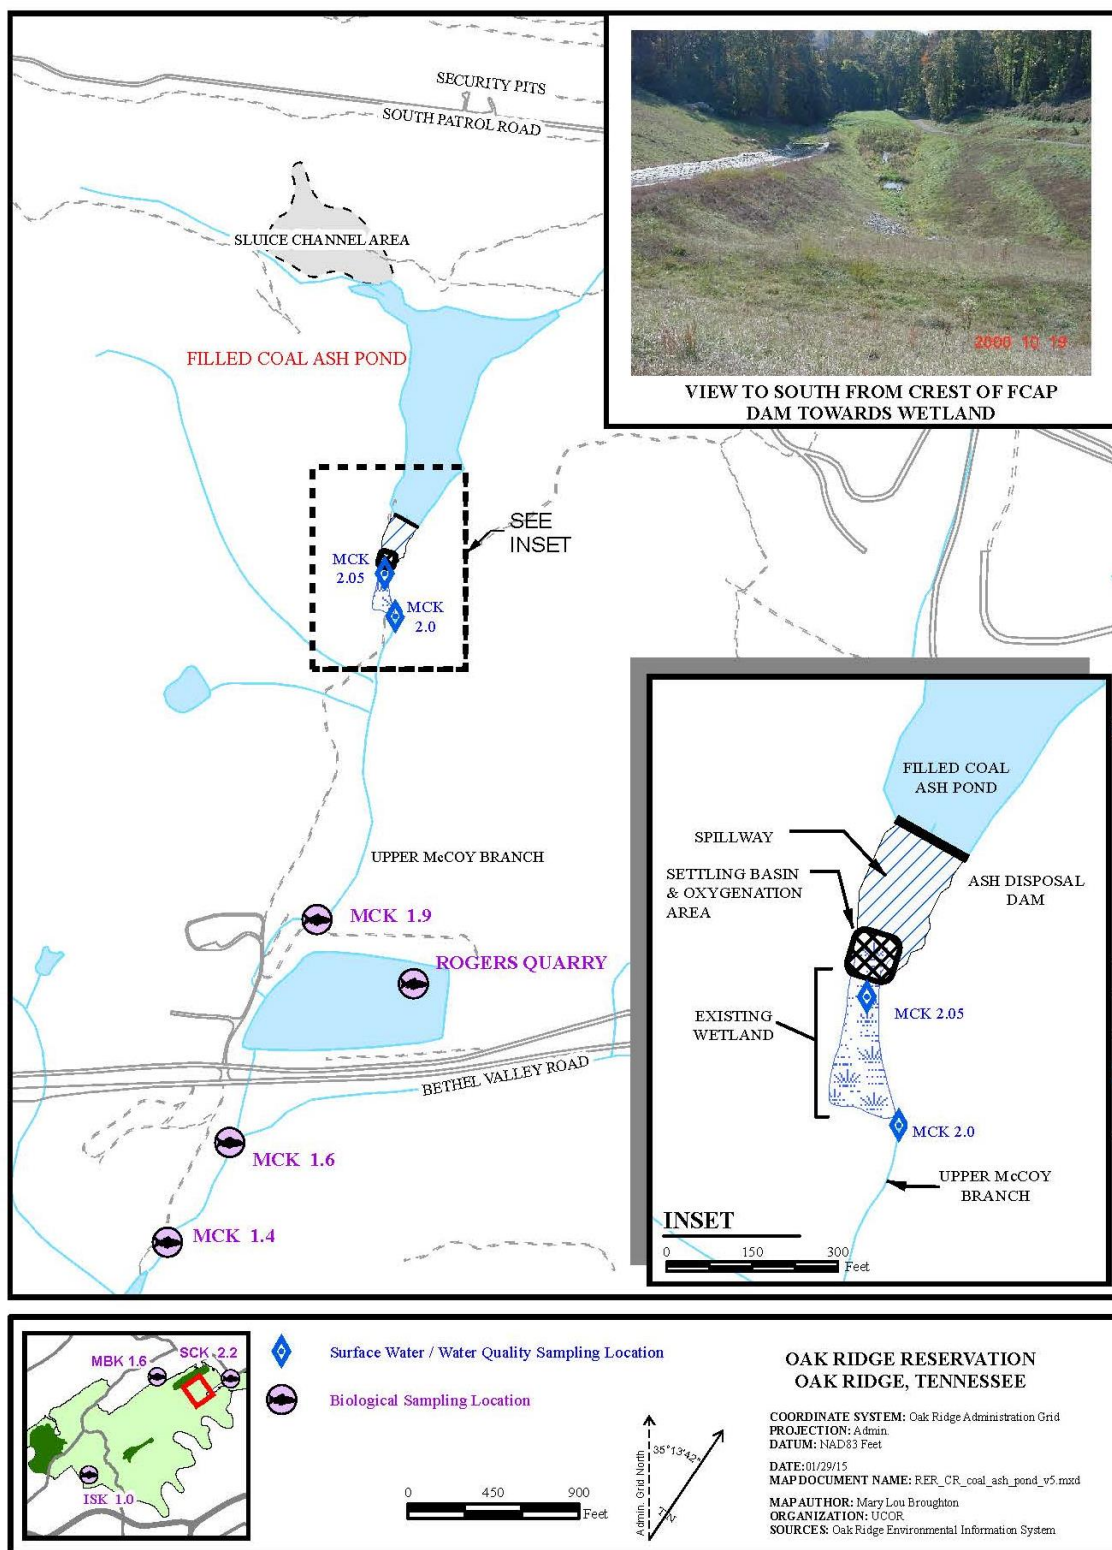 SECURITY PITS
SOUTH PATROL ROAD
SLUICE CHANNEL AREA
FILLED COAL ASH POND
2006 10 19
VIEW TO SOUTH FROM CREST OF FCAP
DAM TOWARDS WETLAND
SEE
INSET
MCK
2.05
MCK
2.0
UPPER McCOY BRANCH
MCK 1.9
ROGERS QUARRY
BETHEL VALLEY ROAD
MCK 1.6
MCK 1.4
FILLED COAL
ASH POND
SPILLWAY
SETTLING BASIN
& OXYGENATION
AREA
ASH DISPOSAL
DAM
EXISTING
WETLAND
MCK 2.05
MCK 2.0
UPPER McCOY
BRANCH
INSET
0 150 300
Feet
MBK 1.6
SCK 2.2
ISK 1.0
Surface Water / Water Quality Sampling Location
Biological Sampling Location
0 450 900
Feet
Admin. Grid North
35°13'42"
TN
OAK RIDGE RESERVATION
OAK RIDGE, TENNESSEE
COORDINATE SYSTEM: Oak Ridge Administration Grid
PROJECTION: Admin.
DATUM: NAD83 Feet
DATE:01/29/15
MAP DOCUMENT NAME: RER_CR_coal_ash_pond_v5.mxd
MAP AUTHOR: Mary Lou Broughton
ORGANIZATION: UCOR
SOURCES: Oak Ridge Environmental Information System